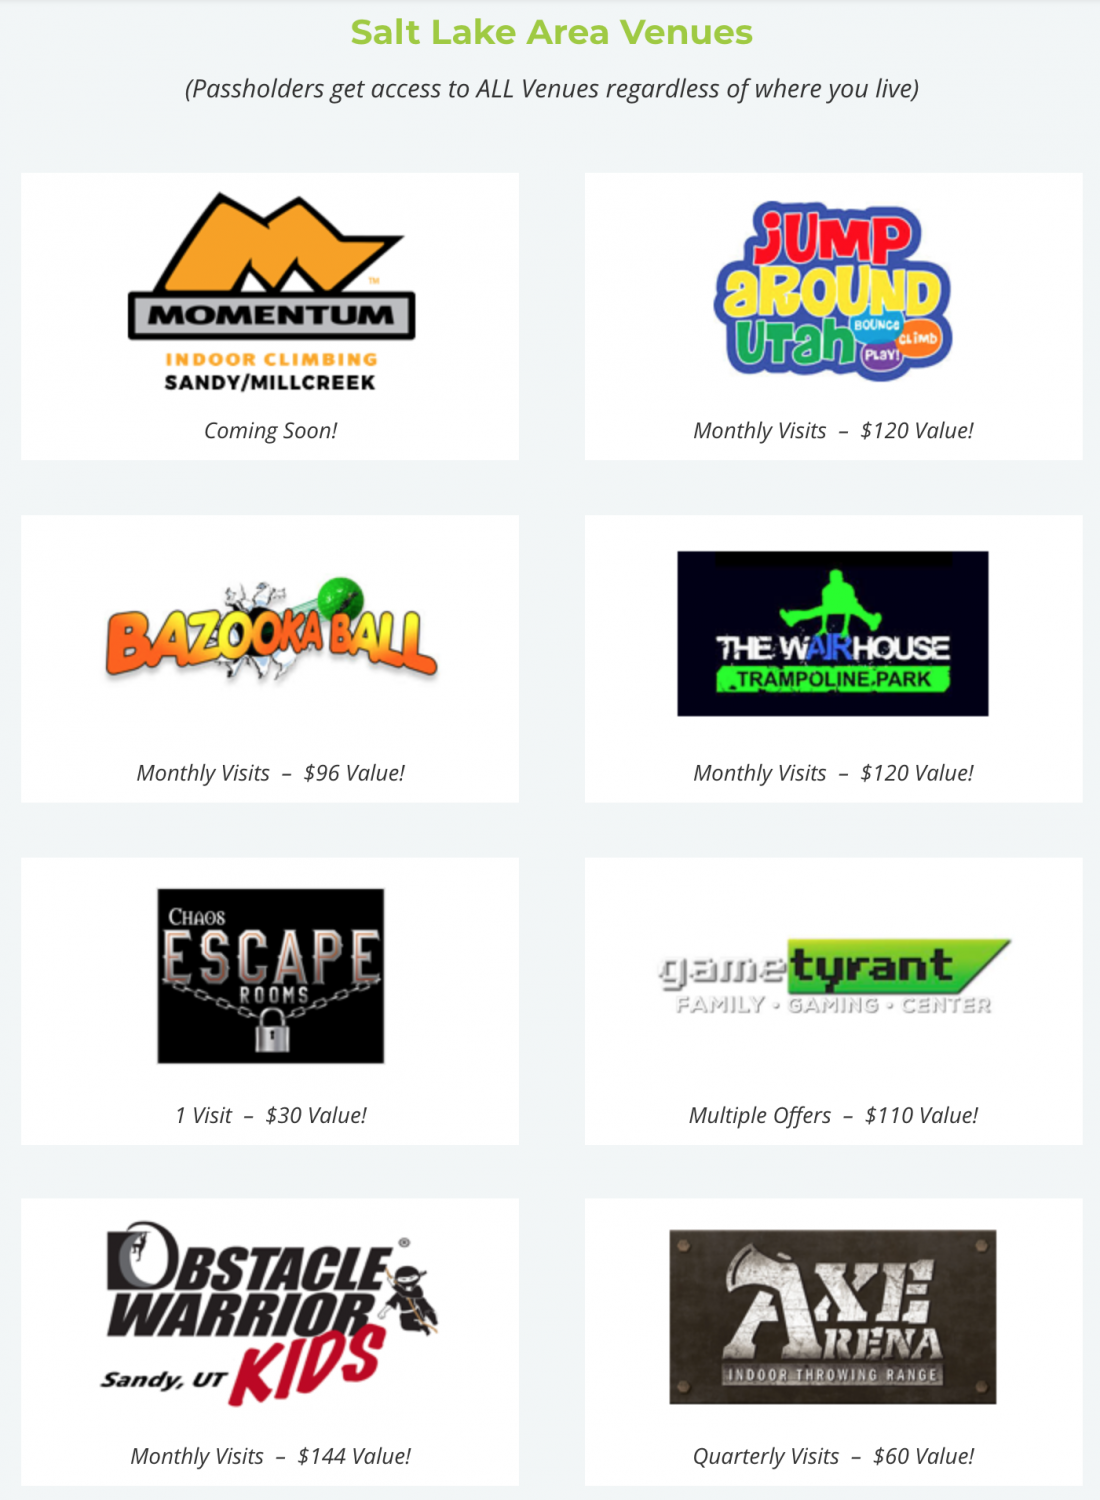 Salt Lake Area Venues
(Passholders get access to ALL Venues regardless of where you live)
MOMENTUM
TM
INDOOR CLIMBING
SANDY/MILLCREEK
Coming Soon!
jUMP
aROUND
UTah
BOUNCE
CLiMb
PLAY!
Monthly Visits – $120 Value!
BAZOOKA BALL
Monthly Visits – $96 Value!
THE WAIRHOUSE
TRAMPOLINE PARK
Monthly Visits – $120 Value!
CHAOS
ESCAPE
ROOMS
1 Visit – $30 Value!
gametyrant
FAMILY • GAMING • CENTER
Multiple Offers – $110 Value!
OBSTACLE
®
WARRIOR
KIDS
Sandy, UT
Monthly Visits – $144 Value!
AXE
ARENA
INDOOR THROWING RANGE
Quarterly Visits – $60 Value!